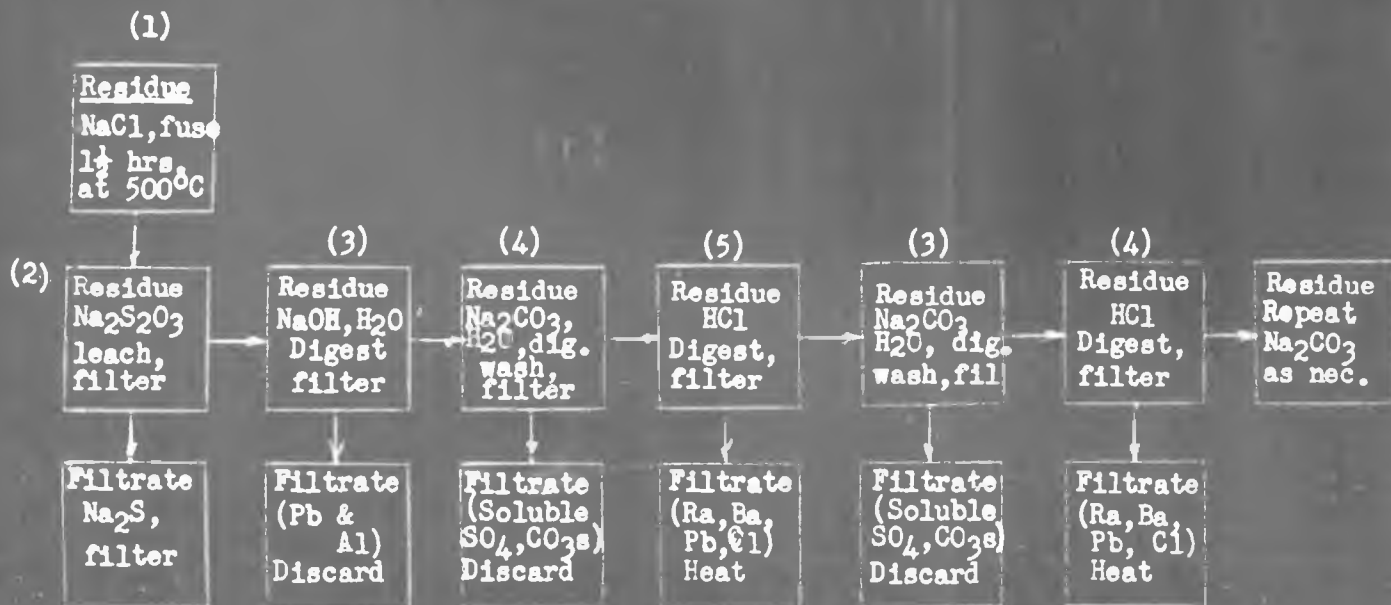 (1)
Residue
NaCl, fuse
1½ hrs.
at 500°C
(2)
Residue
Na2S2O3
leach,
filter
(3)
Residue
NaOH, H2O
Digest
filter
(4)
Residue
Na2CO3,
H2O, dig.
wash,
filter
(5)
Residue
HCl
Digest,
filter
(3)
Residue
Na2CO3
H2O, dig.
wash, fil
(4)
Residue
HCl
Digest,
filter
Residue
Repeat
Na2CO3
as nec.
Filtrate
Na2S,
filter
Filtrate
(Pb &
Al)
Discard
Filtrate
(Soluble
SO4, CO3s)
Discard
Filtrate
(Ra, Ba,
Pb, Cl)
Heat
Filtrate
(Soluble
SO4, CO3s)
Discard
Filtrate
(Ra, Ba,
Pb, Cl)
Heat